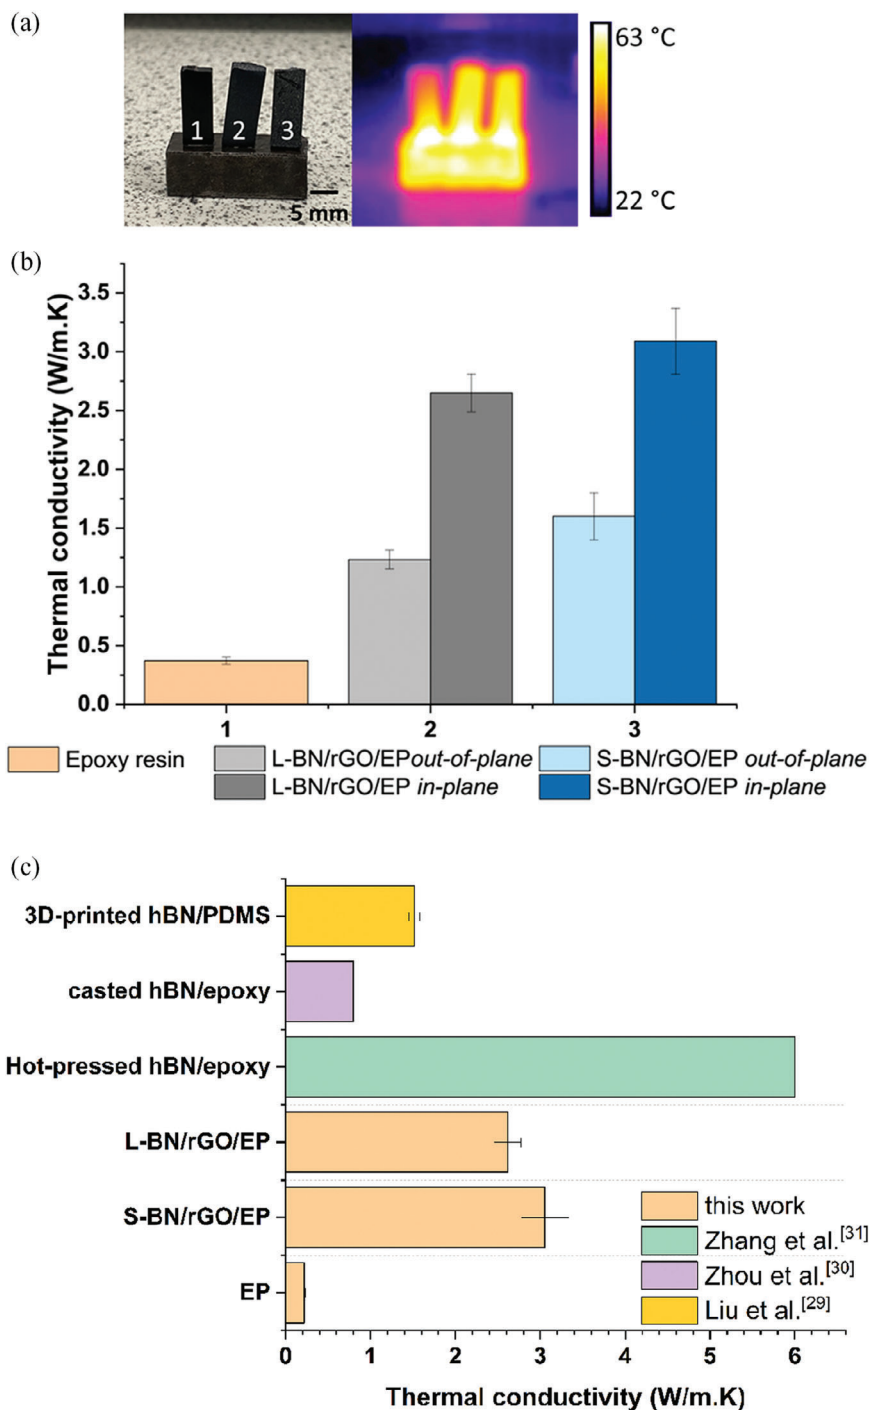 (a)
1 2 3
5 mm
63 °C
22 °C
(b)
Thermal conductivity (W/m.K)
3.5
3.0
2.5
2.0
1.5
1.0
0.5
0.0
1 2 3
Epoxy resin
L-BN/rGO/EP out-of-plane
S-BN/rGO/EP out-of-plane
L-BN/rGO/EP in-plane
S-BN/rGO/EP in-plane
(c)
3D-printed hBN/PDMS
casted hBN/epoxy
Hot-pressed hBN/epoxy
L-BN/rGO/EP
S-BN/rGO/EP
EP
this work
Zhang et al.[31]
Zhou et al.[30]
Liu et al.[29]
0 1 2 3 4 5 6
Thermal conductivity (W/m.K)